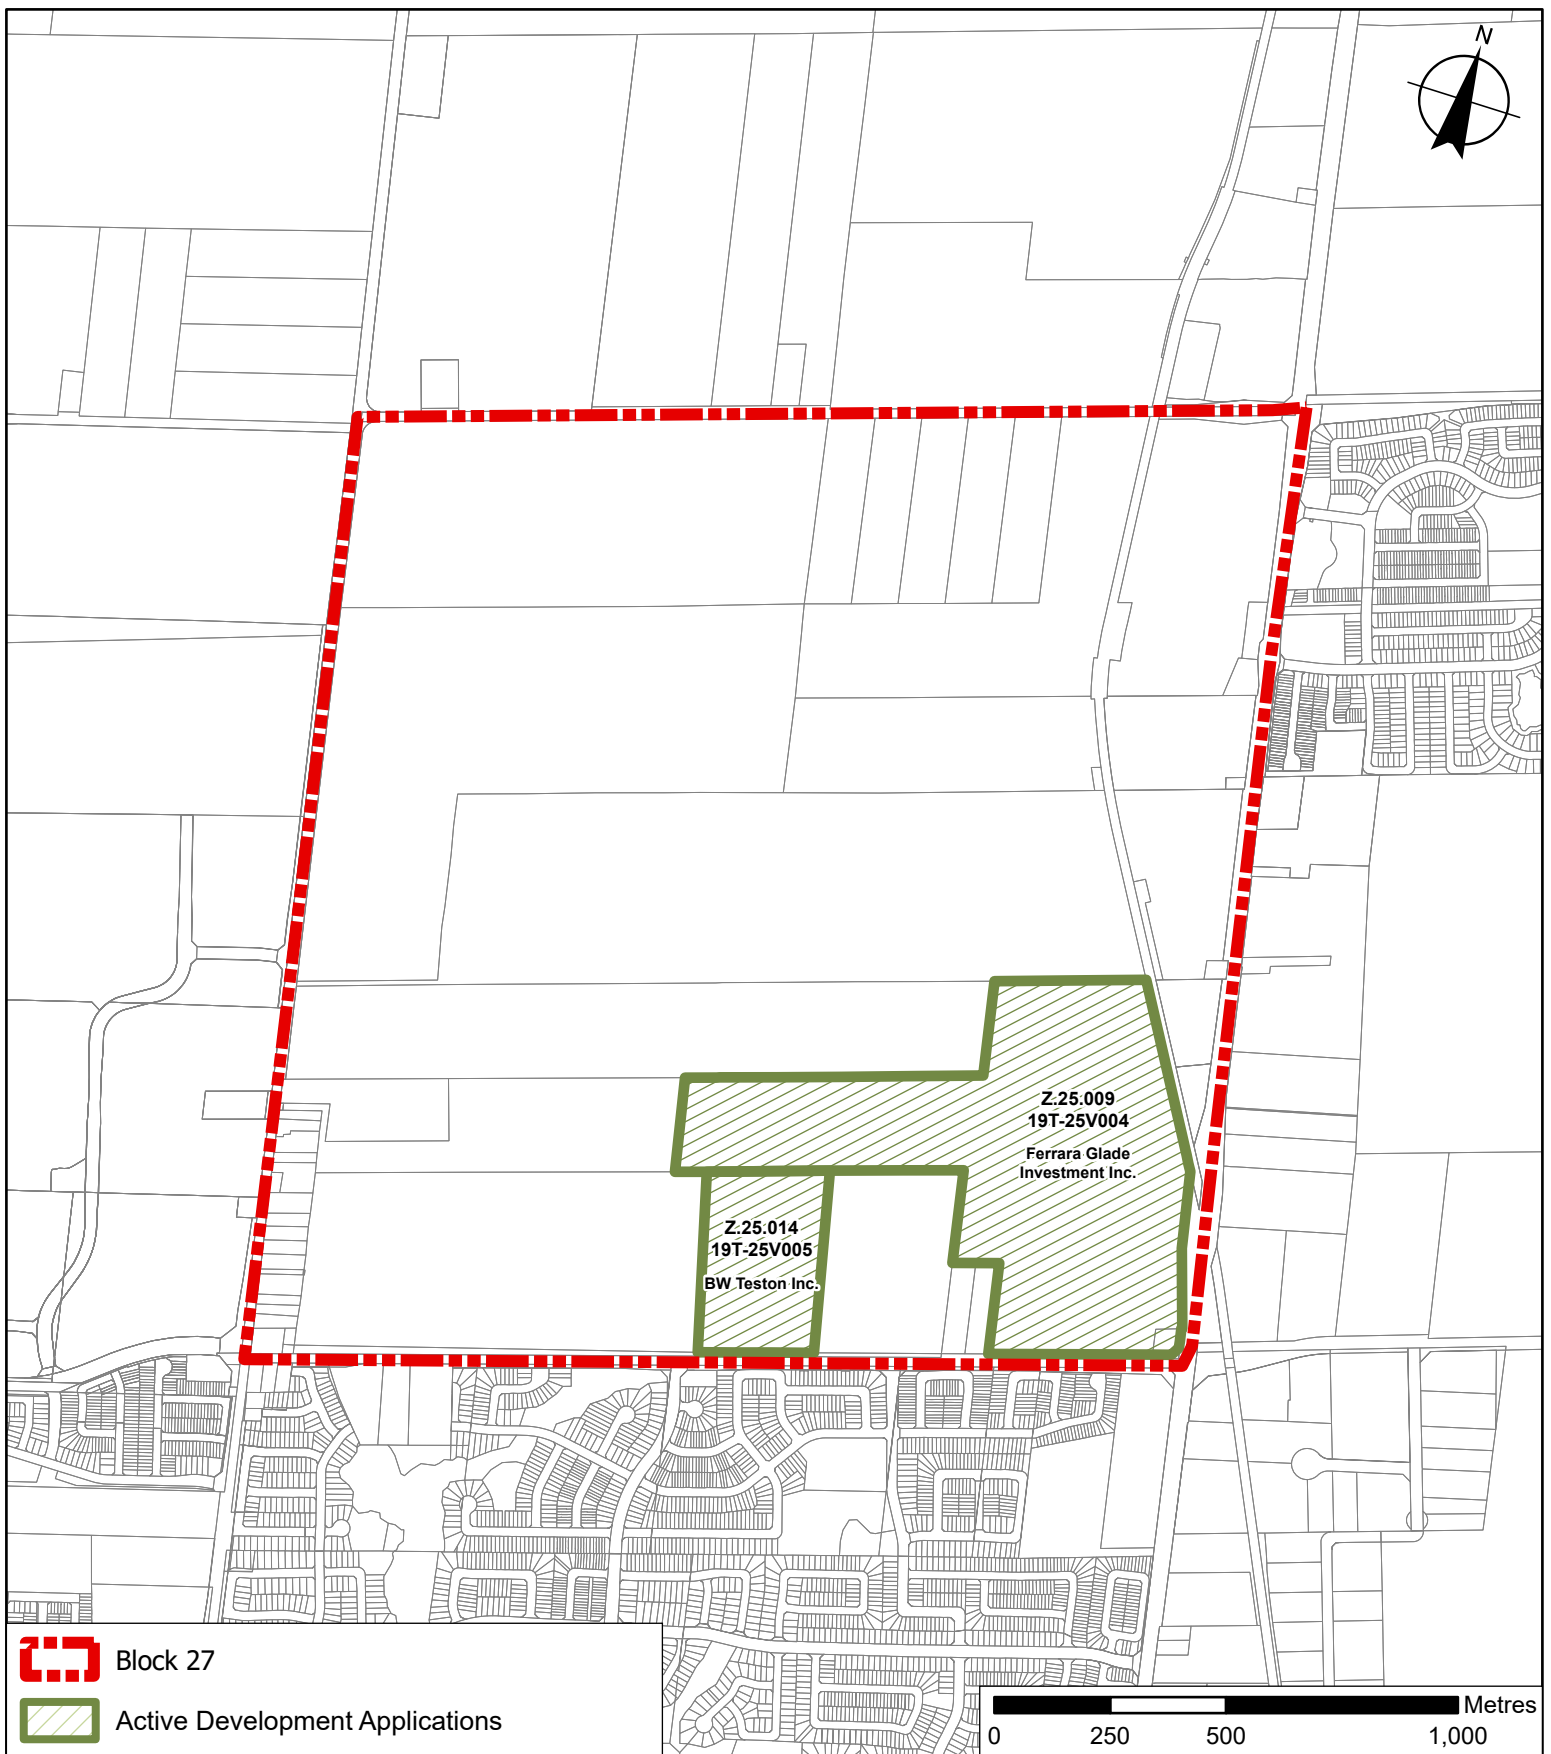 N
Z.25.009
19T-25V004
Ferrara Glade
Investment Inc.
Z.25.014
19T-25V005
BW Teston Inc.
Block 27
Active Development Applications
Metres
0 250 500 1,000